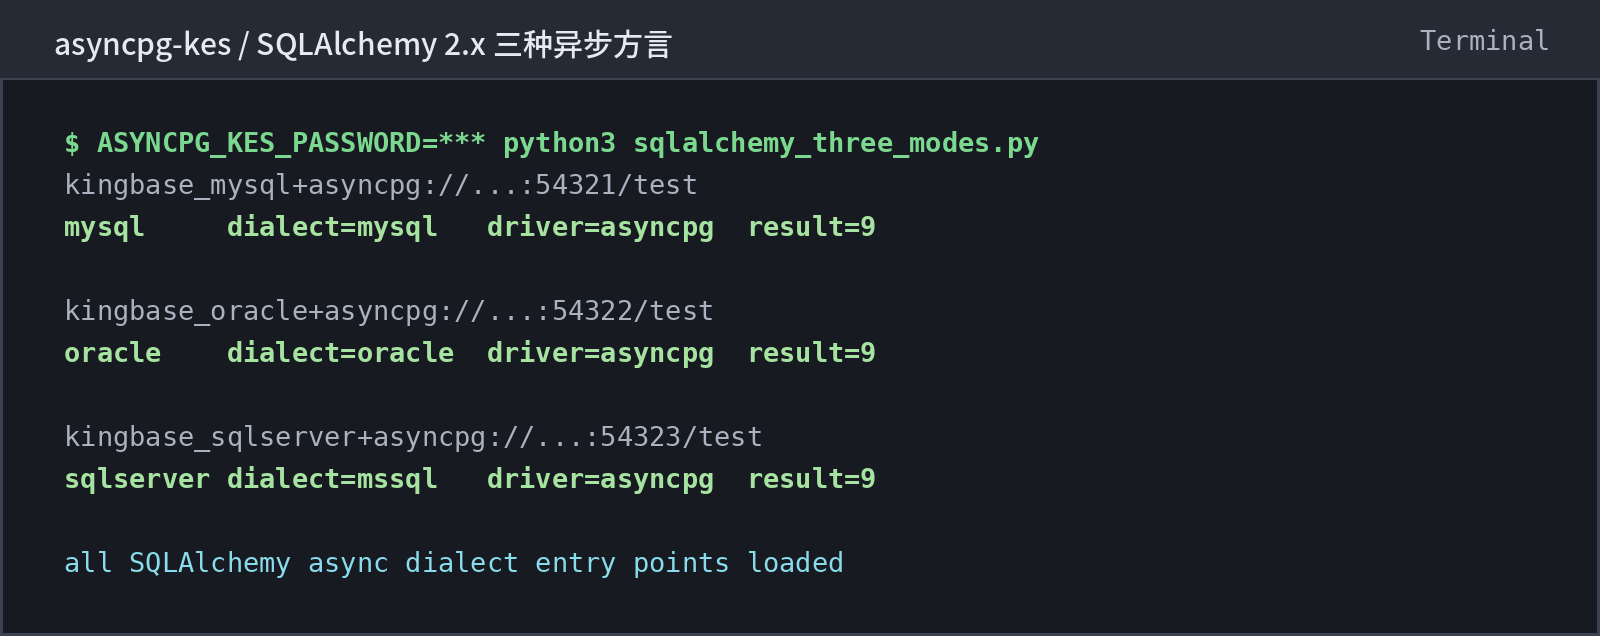 asyncpg-kes / SQLAlchemy 2.x 三种异步方言
Terminal
$ ASYNCPG_KES_PASSWORD=*** python3 sqlalchemy_three_modes.py
kingbase_mysql+asyncpg://...:54321/test
mysql     dialect=mysql   driver=asyncpg  result=9
kingbase_oracle+asyncpg://...:54322/test
oracle    dialect=oracle  driver=asyncpg  result=9
kingbase_sqlserver+asyncpg://...:54323/test
sqlserver dialect=mssql   driver=asyncpg  result=9
all SQLAlchemy async dialect entry points loaded